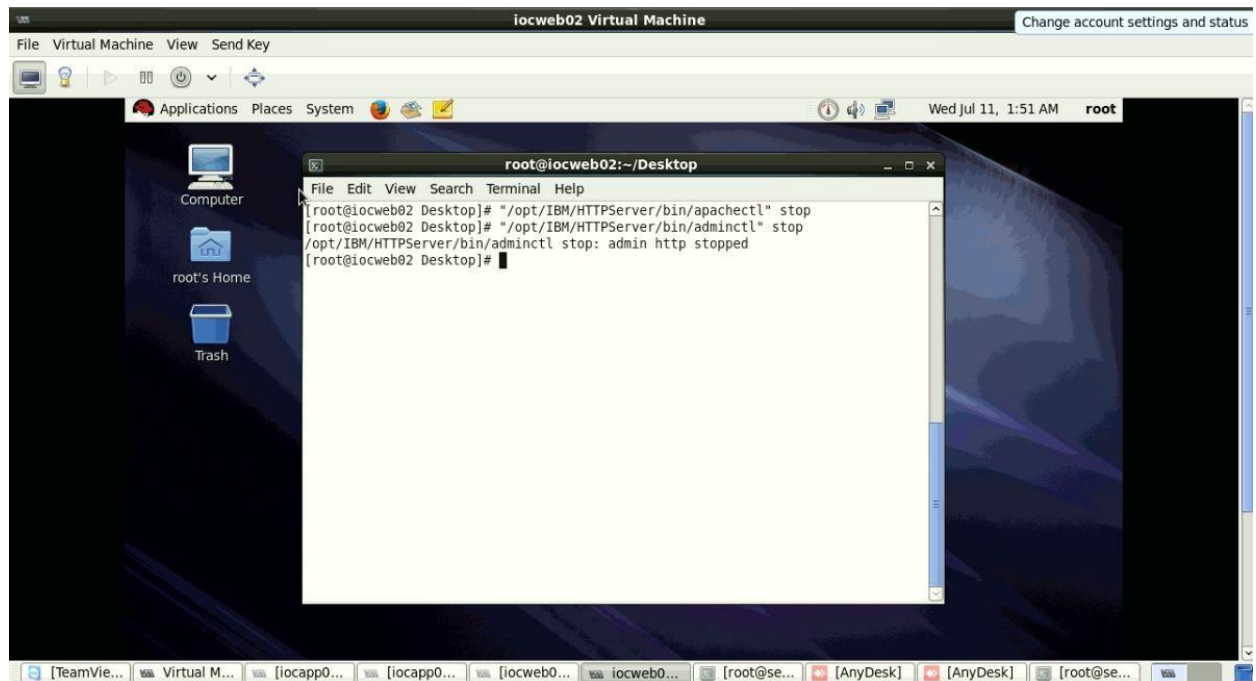 iocweb02 Virtual Machine
Change account settings and status
File Virtual Machine View Send Key
Applications Places System
Wed Jul 11, 1:51 AM root
Computer
root's Home
Trash
root@iocweb02:~/Desktop
File Edit View Search Terminal Help
[root@iocweb02 Desktop]# "/opt/IBM/HTTPServer/bin/apachectl" stop
[root@iocweb02 Desktop]# "/opt/IBM/HTTPServer/bin/adminctl" stop
/opt/IBM/HTTPServer/bin/adminctl stop: admin http stopped
[root@iocweb02 Desktop]#
[TeamVie... Virtual M... [iocapp0... [iocapp0... [iocweb0... iocweb0... [root@se... [AnyDesk] [AnyDesk] [root@se...